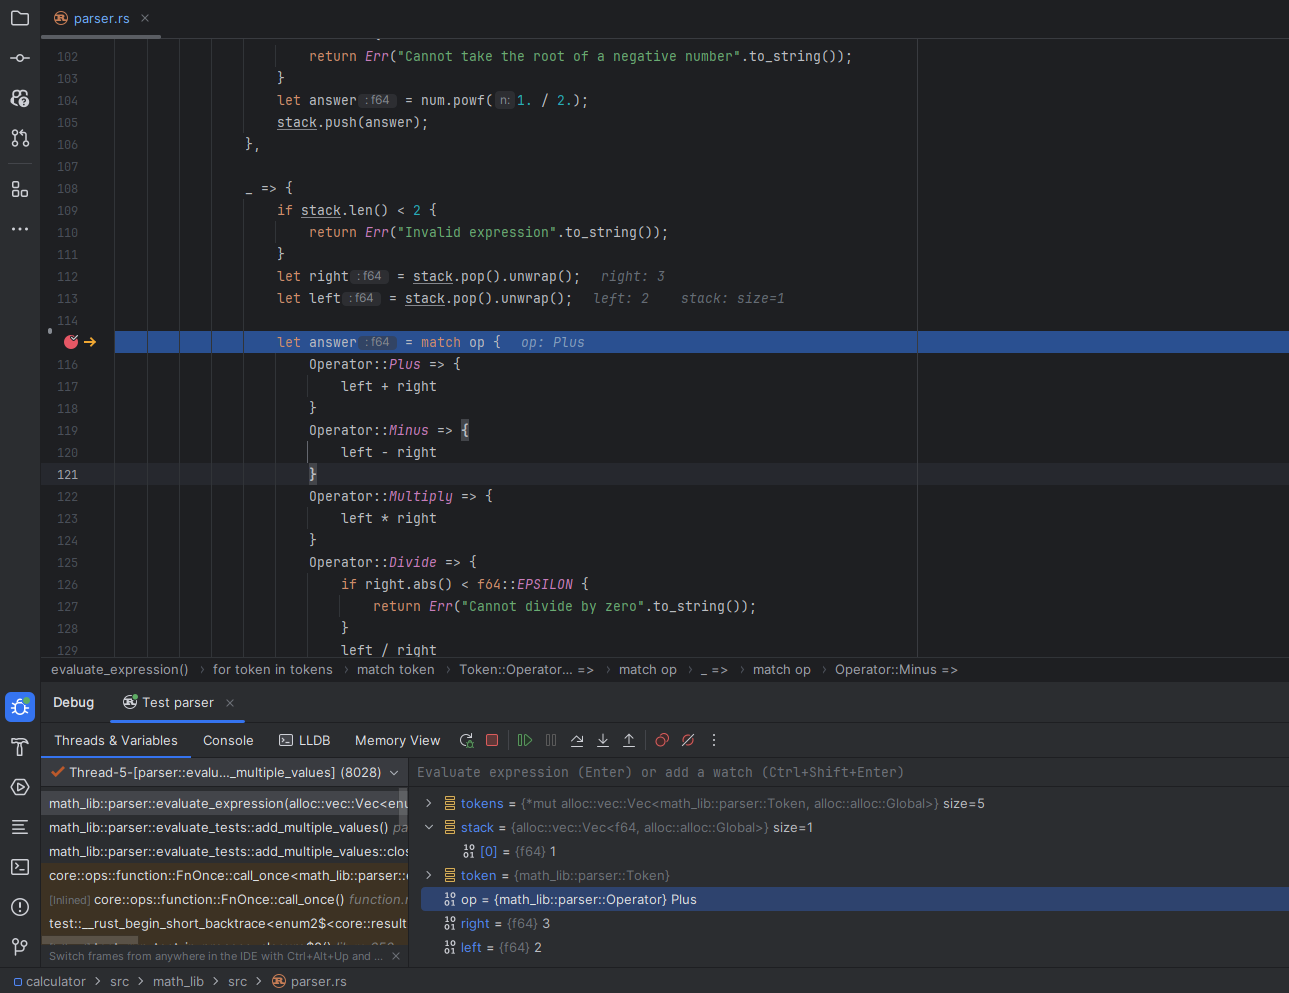 parser.rs
102 return Err("Cannot take the root of a negative number".to_string());
103 }
104 let answer : f64 = num.powf( n: 1. / 2.);
105 stack.push(answer);
106 },
107
108 _ => {
109 if stack.len() < 2 {
110 return Err("Invalid expression".to_string());
111 }
112 let right : f64 = stack.pop().unwrap(); right: 3
113 let left : f64 = stack.pop().unwrap(); left: 2 stack: size=1
114
let answer : f64 = match op { op: Plus
116 Operator::Plus => {
117 left + right
118 }
119 Operator::Minus => {
120 left - right
121 }
122 Operator::Multiply => {
123 left * right
124 }
125 Operator::Divide => {
126 if right.abs() < f64::EPSILON {
127 return Err("Cannot divide by zero".to_string());
128 }
129 left / right
evaluate_expression() › for token in tokens › match token › Token::Operator... => › match op › _ => › match op › Operator::Minus =>
Debug Test parser
Threads & Variables Console LLDB Memory View
Thread-5-[parser::evalu..._multiple_values] (8028)
Evaluate expression (Enter) or add a watch (Ctrl+Shift+Enter)
math_lib::parser::evaluate_expression(alloc::vec::Vec<enu
math_lib::parser::evaluate_tests::add_multiple_values() pa
math_lib::parser::evaluate_tests::add_multiple_values::clos
core::ops::function::FnOnce::call_once<math_lib::parser::e
[Inlined] core::ops::function::FnOnce::call_once() function.r
test::__rust_begin_short_backtrace<enum2$<core::result
Switch frames from anywhere in the IDE with Ctrl+Alt+Up and ...
tokens = {*mut alloc::vec::Vec<math_lib::parser::Token, alloc::alloc::Global>} size=5
stack = {alloc::vec::Vec<f64, alloc::alloc::Global>} size=1
[0] = {f64} 1
token = {math_lib::parser::Token}
op = {math_lib::parser::Operator} Plus
right = {f64} 3
left = {f64} 2
calculator › src › math_lib › src › parser.rs